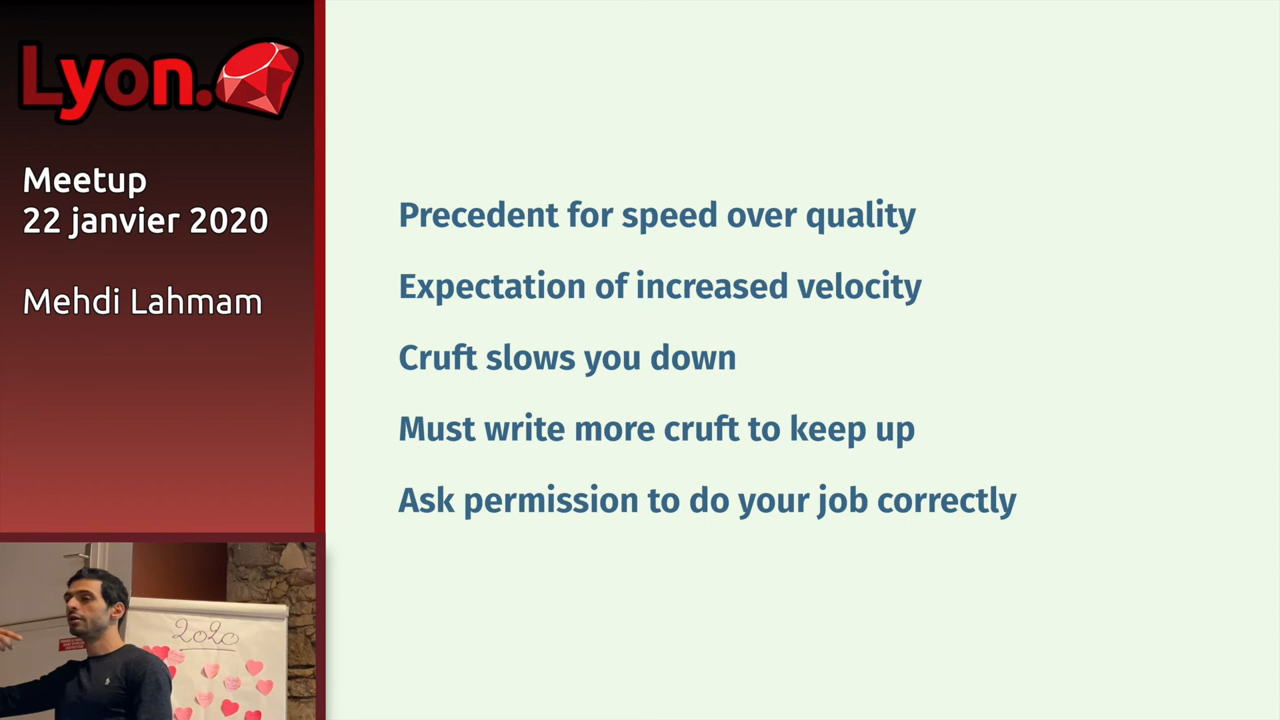 Lyon.
Meetup
22 janvier 2020
Mehdi Lahmam
Precedent for speed over quality
Expectation of increased velocity
Cruft slows you down
Must write more cruft to keep up
Ask permission to do your job correctly
2020